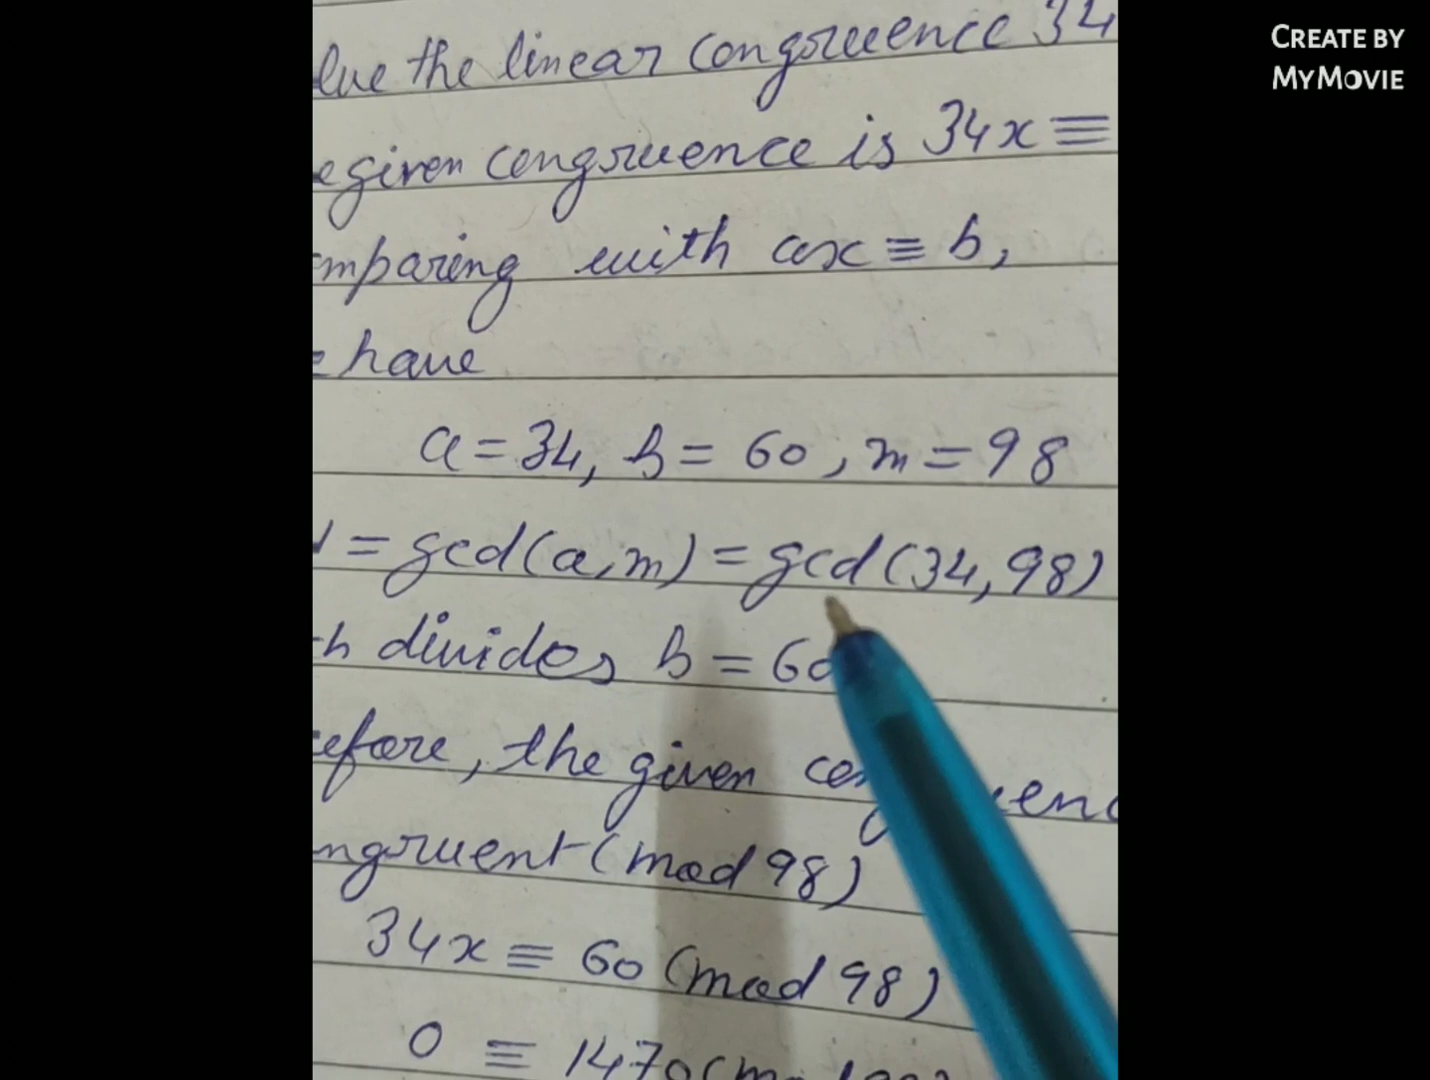 CREATE BY
MYMOVIE
lve the linear congruence 34
e given congruence is 34x ≡
mparing with ax ≡ b,
e have
a = 34, b = 60, m = 98
d = gcd(a,m) = gcd(34,98)
h divides b = 60
efore, the given
ngruent (mod 98)
34x ≡ 60 (mod 98)
0 ≡ 1470